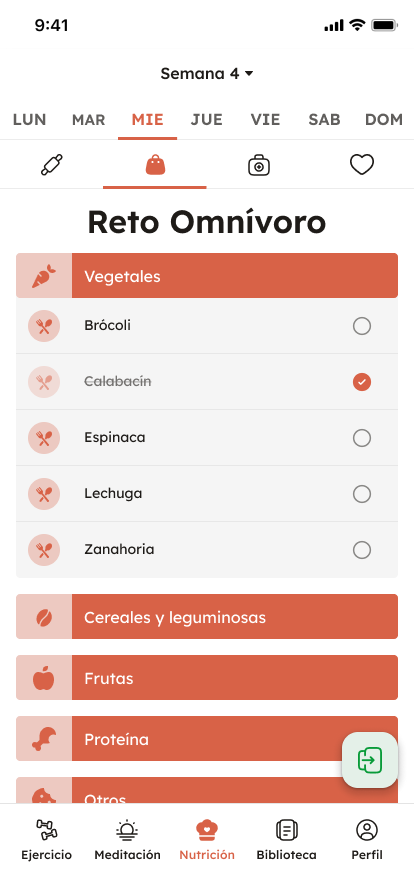 9:41
Semana 4
LUN MAR MIE JUE VIE SAB DOM
Reto Omnívoro
Vegetales
Brócoli
Calabacín
Espinaca
Lechuga
Zanahoria
Cereales y leguminosas
Frutas
Proteína
Otros
Ejercicio Meditación Nutrición Biblioteca Perfil